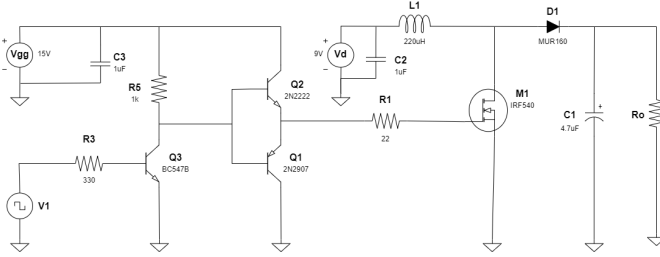 L1
220uH
D1
MUR160
+
Vgg
15V
−
C3
1uF
+
Vd
9V
−
C2
1uF
R5
1k
Q2
2N2222
M1
IRF540
R1
22
C1
4.7uF
+
Ro
R3
330
Q3
BC547B
Q1
2N2907
V1